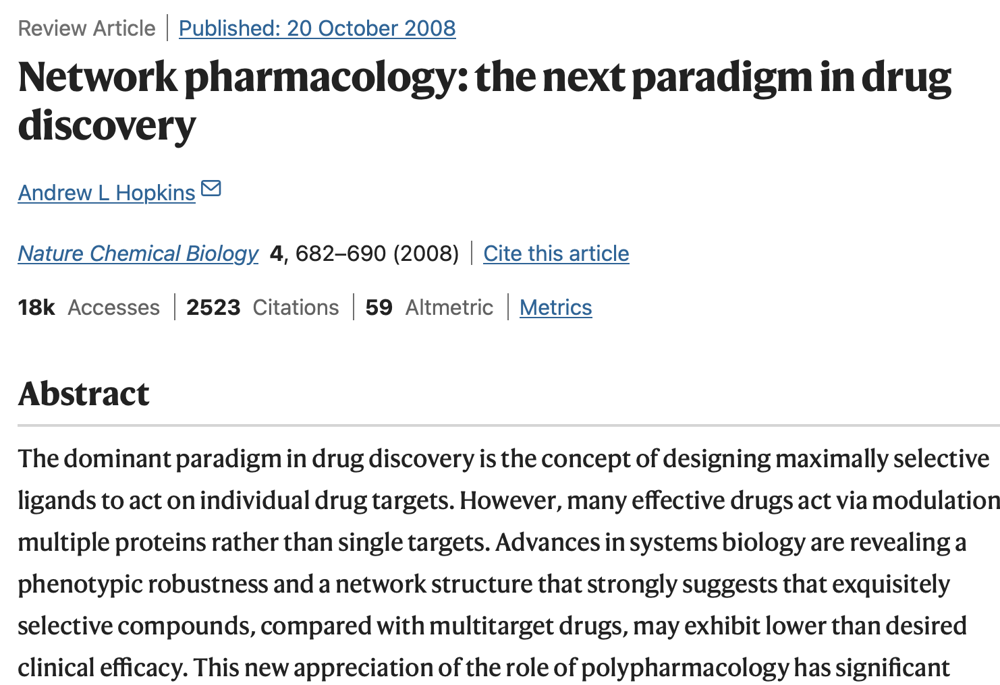 Review Article | Published: 20 October 2008
Network pharmacology: the next paradigm in drug
discovery
Andrew L Hopkins
Nature Chemical Biology 4, 682–690 (2008) | Cite this article
18k Accesses | 2523 Citations | 59 Altmetric | Metrics
Abstract
The dominant paradigm in drug discovery is the concept of designing maximally selective
ligands to act on individual drug targets. However, many effective drugs act via modulation
multiple proteins rather than single targets. Advances in systems biology are revealing a
phenotypic robustness and a network structure that strongly suggests that exquisitely
selective compounds, compared with multitarget drugs, may exhibit lower than desired
clinical efficacy. This new appreciation of the role of polypharmacology has significant